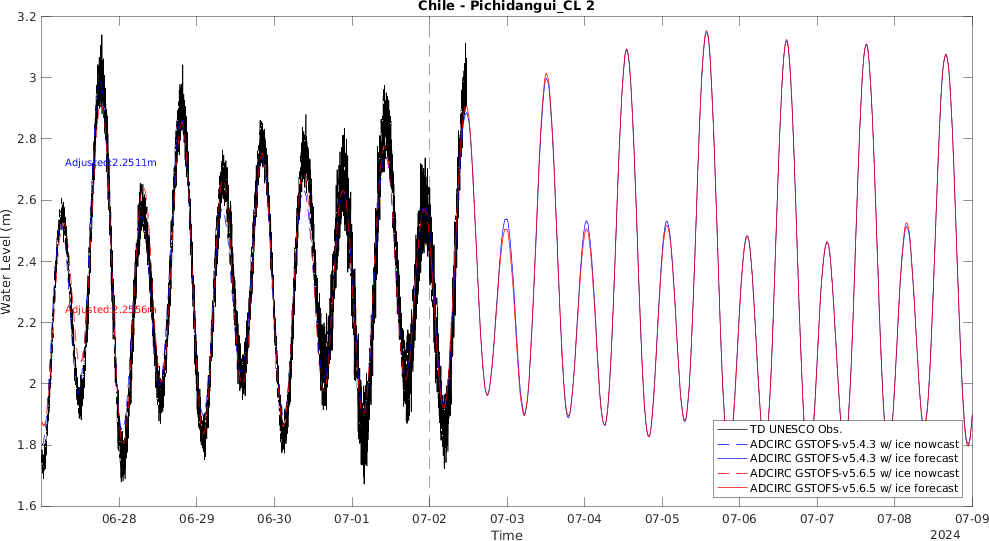 Chile - Pichidangui_CL 2
3.2
3
2.8
2.6
2.4
2.2
2
1.8
1.6
Water Level (m)
Adjusted:2.2511m
Adjusted:2.2556m
TD UNESCO Obs.
ADCIRC GSTOFS-v5.4.3 w/ ice nowcast
ADCIRC GSTOFS-v5.4.3 w/ ice forecast
ADCIRC GSTOFS-v5.6.5 w/ ice nowcast
ADCIRC GSTOFS-v5.6.5 w/ ice forecast
06-28 06-29 06-30 07-01 07-02 07-03 07-04 07-05 07-06 07-07 07-08 07-09
Time
2024